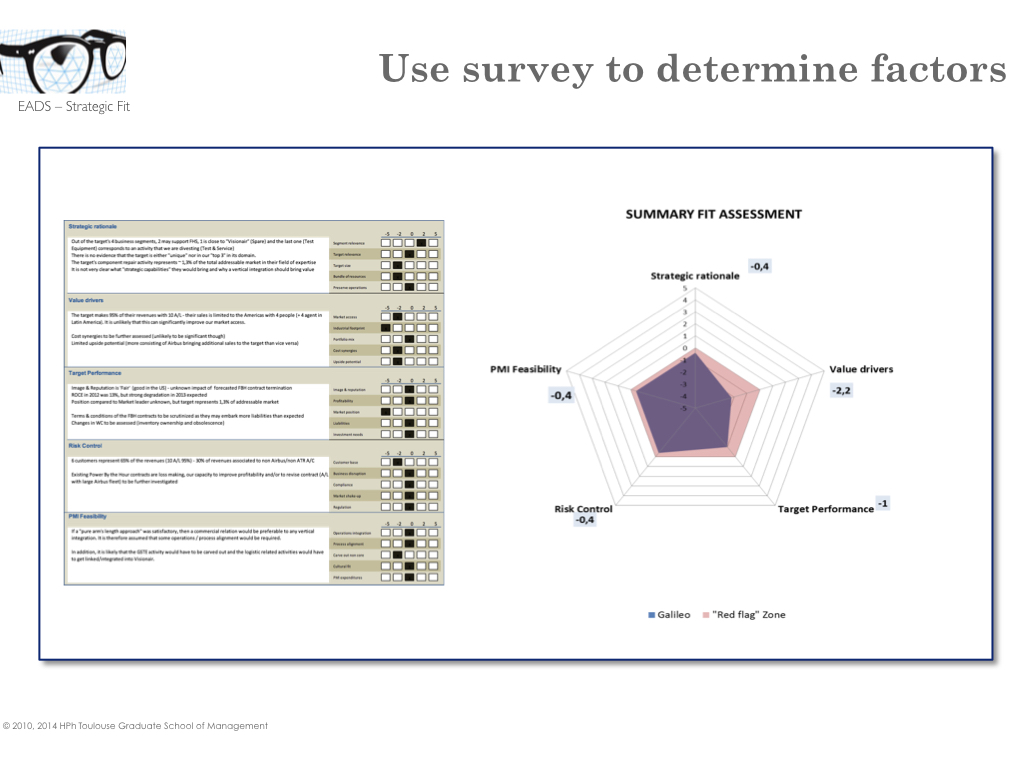 Use survey to determine factors
EADS – Strategic Fit
Strategic rationale
-5 -2 0 2 5
Out of the target's 4 business segments, 2 may support FHS, 1 is close to "Visionair" (Spare) and the last one (Test
Equipment) corresponds to an activity that we are divesting (Test & Service)
There is no evidence that the target is either "unique" nor in our "top 3" in its domain.
The target's component repair activity represents ~ 1,3% of the total addressable market in their field of expertise
It is not very clear what "strategic capabilities" they would bring and why a vertical integration should bring value
Segment relevance
Target relevance
Target size
Bundle of resources
Preserve operations
Value drivers
-5 -2 0 2 5
The target makes 95% of their revenues with 10 A/L - their sales is limited to the Americas with 4 people (+ 4 agent in
Latin America). It is unlikely that this can significantly improve our market access.
Cost synergies to be further assessed (unlikely to be significant though)
Limited upside potential (more consisting of Airbus bringing additional sales to the target than vice versa)
Market access
Industrial footprint
Portfolio mix
Cost synergies
Upside potential
Target Performance
-5 -2 0 2 5
Image & Reputation is 'Fair' (good in the US) - unknown impact of forecasted FBH contract termination
ROCE in 2012 was 13%, but strong degradation in 2013 expected
Position compared to Market leader unknown, but target represents 1,3% of addressable market
Terms & conditions of the FBH contracts to be scrutinized as they may embark more liabilities than expected
Changes in WC to be assessed (inventory ownership and obsolescence)
Image & reputation
Profitability
Market position
Liabilities
Investment needs
Risk Control
-5 -2 0 2 5
6 customers represent 65% of the revenues (10 A/L 95%) - 30% of revenues associated to non Airbus/non ATR A/C
Existing Power By the Hour contracts are loss making, our capacity to improve profitability and/or to revise contract (A/L
with large Airbus fleet) to be further investigated
Customer base
Business disruption
Compliance
Market shake-up
Regulation
PMI Feasibility
-5 -2 0 2 5
If a "pure arm's length approach" was satisfactory, then a commercial relation would be preferable to any vertical
integration. It is therefore assumed that some operations / process alignment would be required.
In addition, it is likely that the GSTE activity would have to be carved out and the logistic related activities would have
to get linked/integrated into Visionair.
Operations integration
Process alignment
Carve out non core
Cultural fit
PMI expenditures
SUMMARY FIT ASSESSMENT
-0,4
Strategic rationale
5
4
3
2
1
0
-1
-2
-3
-4
-5
PMI Feasibility
-0,4
Value drivers
-2,2
Risk Control
-0,4
Target Performance
-1
Galileo "Red flag" Zone
© 2010, 2014 HPh Toulouse Graduate School of Management